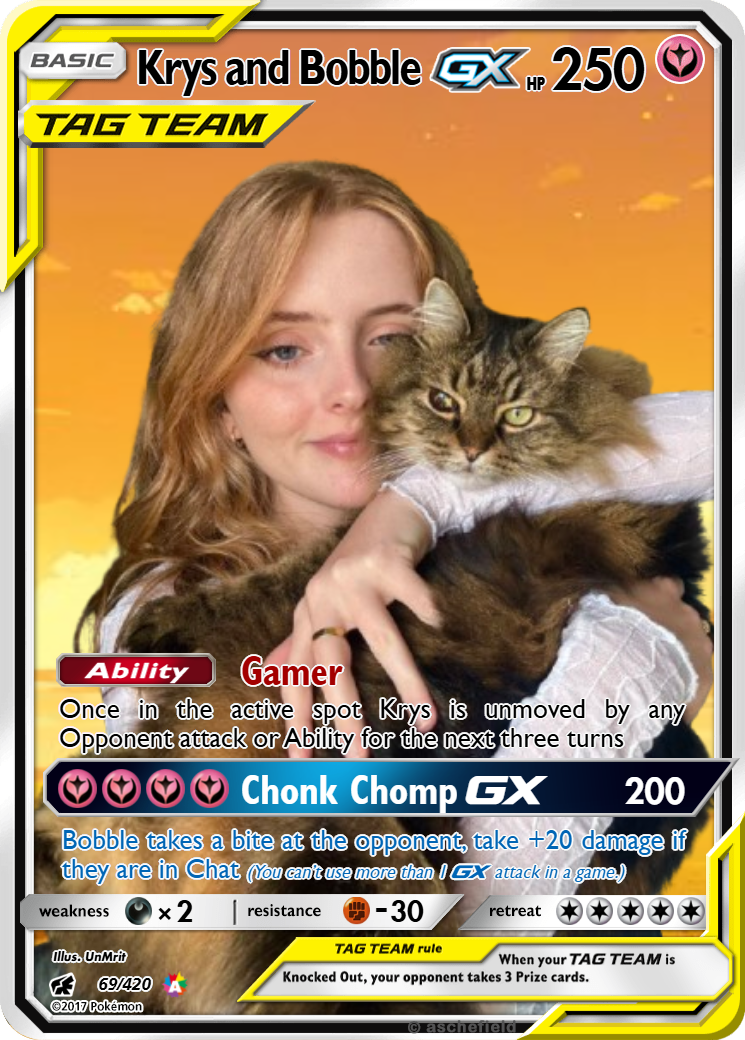 BASIC Krys and Bobble GX HP 250
TAG TEAM
Ability Gamer
Once in the active spot Krys is unmoved by any
Opponent attack or Ability for the next three turns
Chonk Chomp GX 200
Bobble takes a bite at the opponent, take +20 damage if
they are in Chat (You can't use more than 1 GX attack in a game.)
weakness × 2 | resistance -30 retreat
Illus. UnMrit
69/420 A
©2017 Pokémon
TAG TEAM rule
When your TAG TEAM is
Knocked Out, your opponent takes 3 Prize cards.
© aschefield